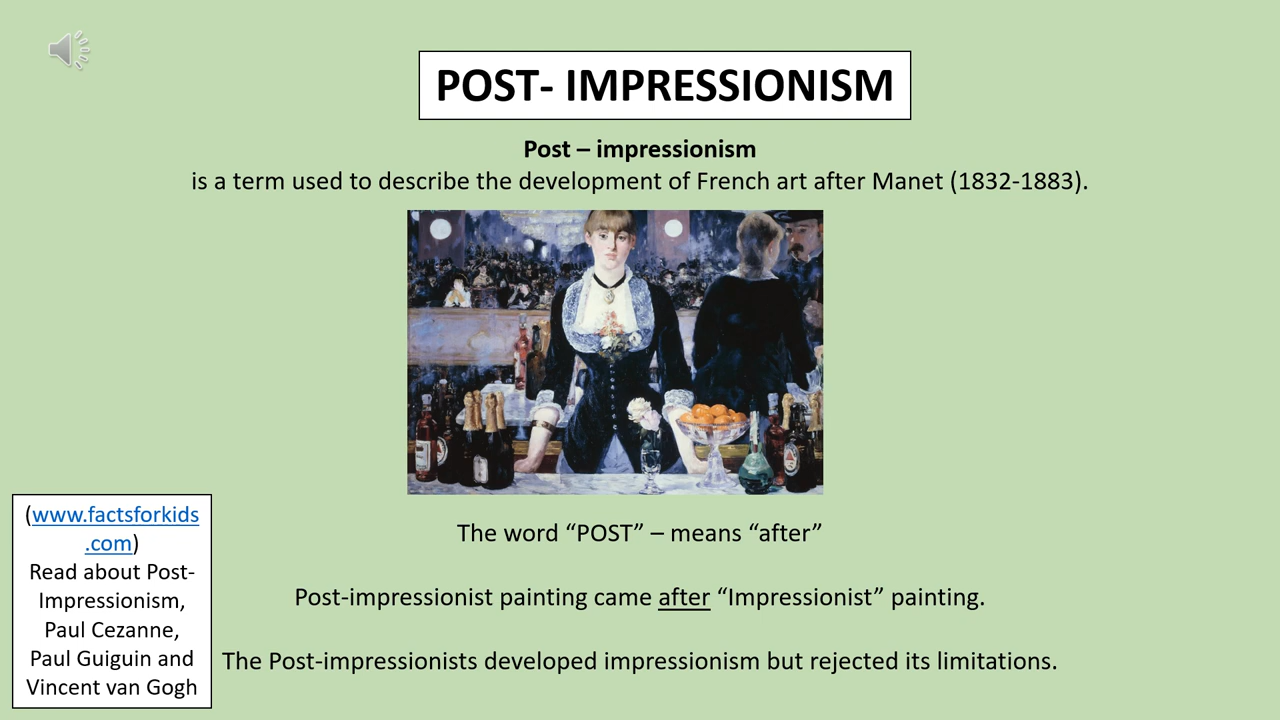 POST- IMPRESSIONISM
Post – impressionism
is a term used to describe the development of French art after Manet (1832-1883).
The word “POST” – means “after”
Post-impressionist painting came after “Impressionist” painting.
The Post-impressionists developed impressionism but rejected its limitations.
(www.factsforkids
.com)
Read about Post-
Impressionism,
Paul Cezanne,
Paul Guiguin and
Vincent van Gogh